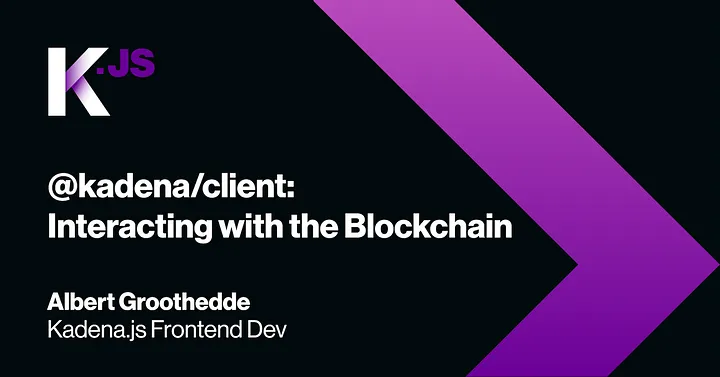 K.JS
@kadena/client:
Interacting with the Blockchain
Albert Groothedde
Kadena.js Frontend Dev